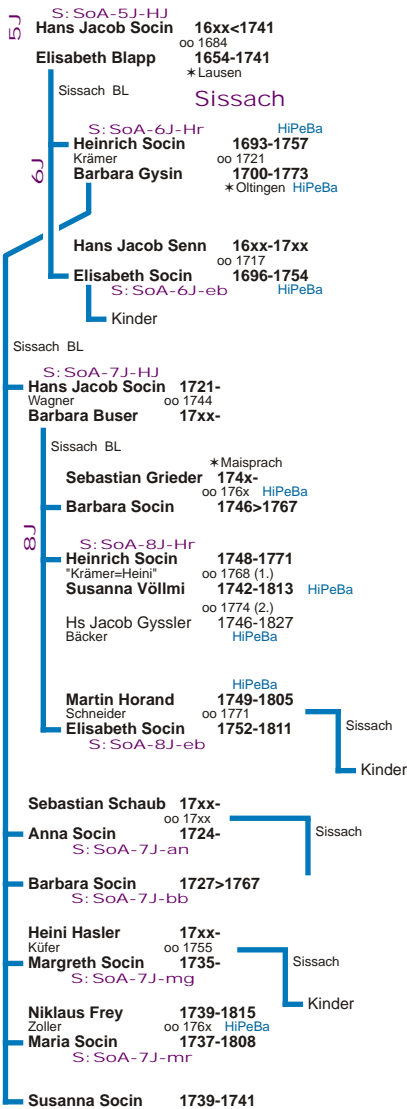 5J
S:SoA-5J-HJ
Hans Jacob Socin 16xx<1741
oo 1684
Elisabeth Blapp 1654-1741
✶Lausen
Sissach BL
Sissach
6J
S:SoA-6J-Hr HiPeBa
Heinrich Socin 1693-1757
Krämer oo 1721
Barbara Gysin 1700-1773
✶Oltingen HiPeBa
Hans Jacob Senn 16xx-17xx
oo 1717
Elisabeth Socin 1696-1754
S:SoA-6J-eb HiPeBa
Kinder
Sissach BL
S:SoA-7J-HJ
Hans Jacob Socin 1721-
Wagner oo 1744
Barbara Buser 17xx-
Sissach BL
8J
✶Maisprach
Sebastian Grieder 174x-
oo 176x HiPeBa
Barbara Socin 1746>1767
S:SoA-8J-Hr
Heinrich Socin 1748-1771
"Krämer=Heini" oo 1768 (1.)
Susanna Völlmi 1742-1813 HiPeBa
oo 1774 (2.)
Hs Jacob Gyssler 1746-1827
Bäcker HiPeBa
HiPeBa
Martin Horand 1749-1805
Schneider oo 1771
Elisabeth Socin 1752-1811
S:SoA-8J-eb
Sissach
Kinder
Sebastian Schaub 17xx-
oo 17xx
Anna Socin 1724-
S:SoA-7J-an
Sissach
Barbara Socin 1727>1767
S:SoA-7J-bb
Heini Hasler 17xx-
Küfer oo 1755
Margreth Socin 1735-
S:SoA-7J-mg
Sissach
Kinder
Niklaus Frey 1739-1815
Zoller oo 176x HiPeBa
Maria Socin 1737-1808
S:SoA-7J-mr
Susanna Socin 1739-1741